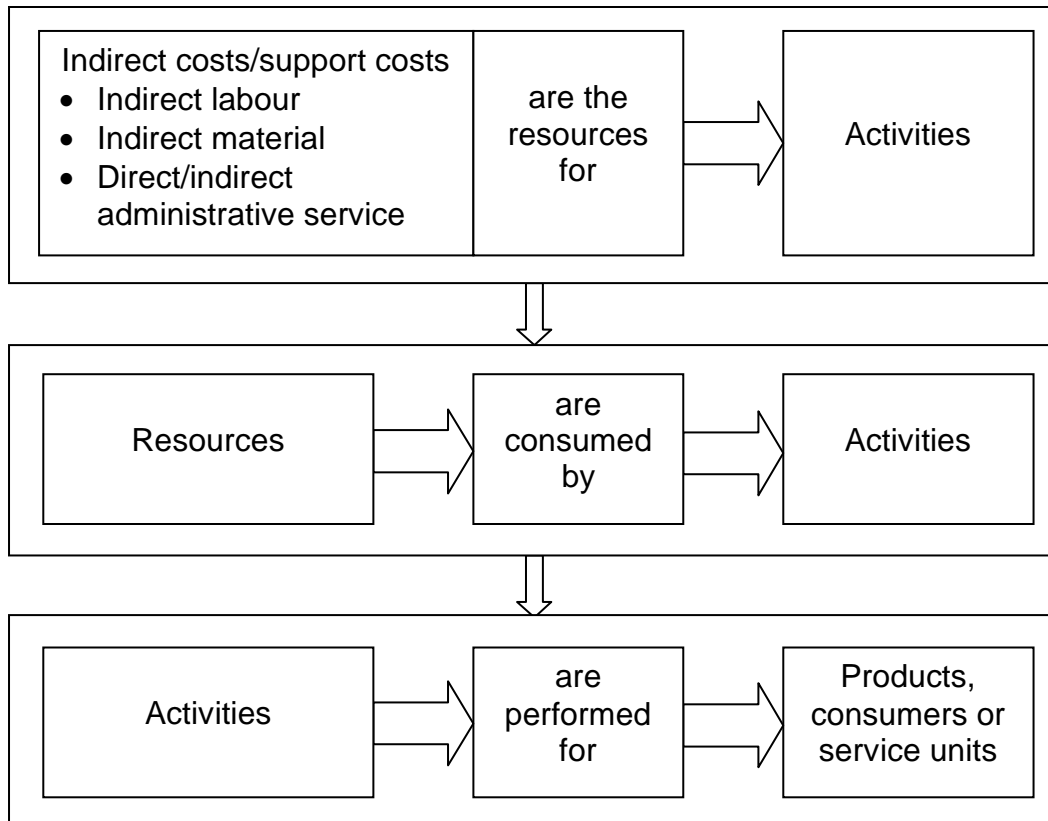 Indirect costs/support costs
• Indirect labour
• Indirect material
• Direct/indirect
administrative service
are the
resources
for
Activities
Resources
are
consumed
by
Activities
Activities
are
performed
for
Products,
consumers or
service units